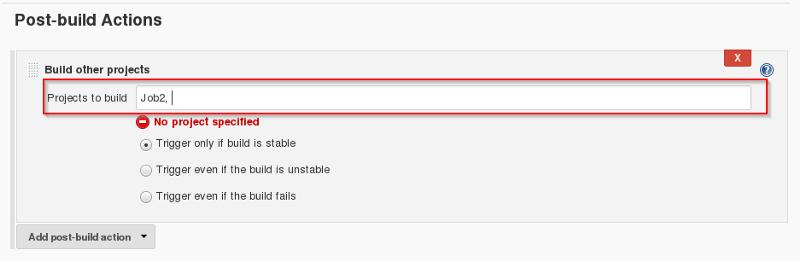 Post-build Actions
X
Build other projects
?
Projects to build Job2,
No project specified
Trigger only if build is stable
Trigger even if the build is unstable
Trigger even if the build fails
Add post-build action